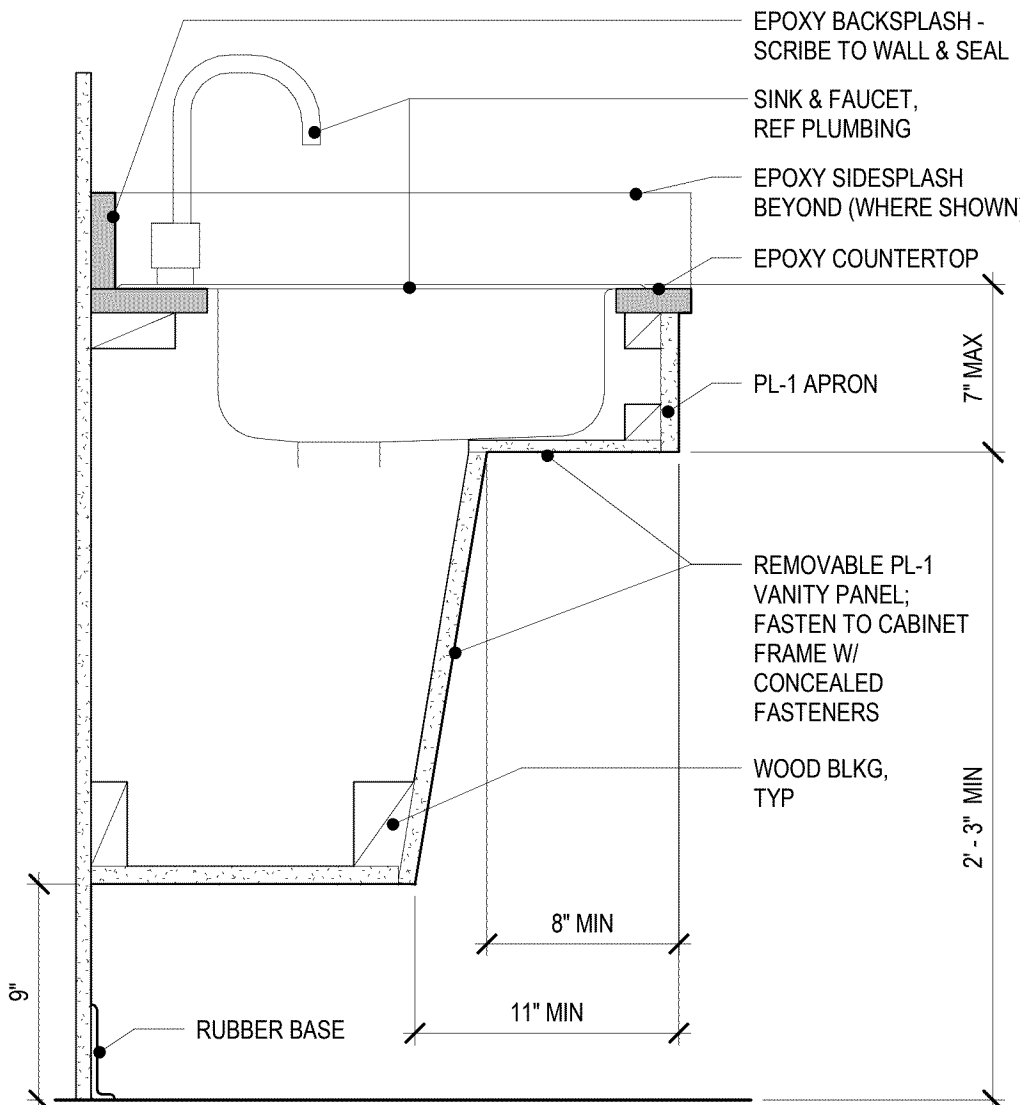 EPOXY BACKSPLASH -
SCRIBE TO WALL & SEAL
SINK & FAUCET,
REF PLUMBING
EPOXY SIDESPLASH
BEYOND (WHERE SHOWN)
EPOXY COUNTERTOP
7" MAX
PL-1 APRON
REMOVABLE PL-1
VANITY PANEL;
FASTEN TO CABINET
FRAME W/
CONCEALED
FASTENERS
WOOD BLKG,
TYP
2' - 3" MIN
8" MIN
11" MIN
9"
RUBBER BASE